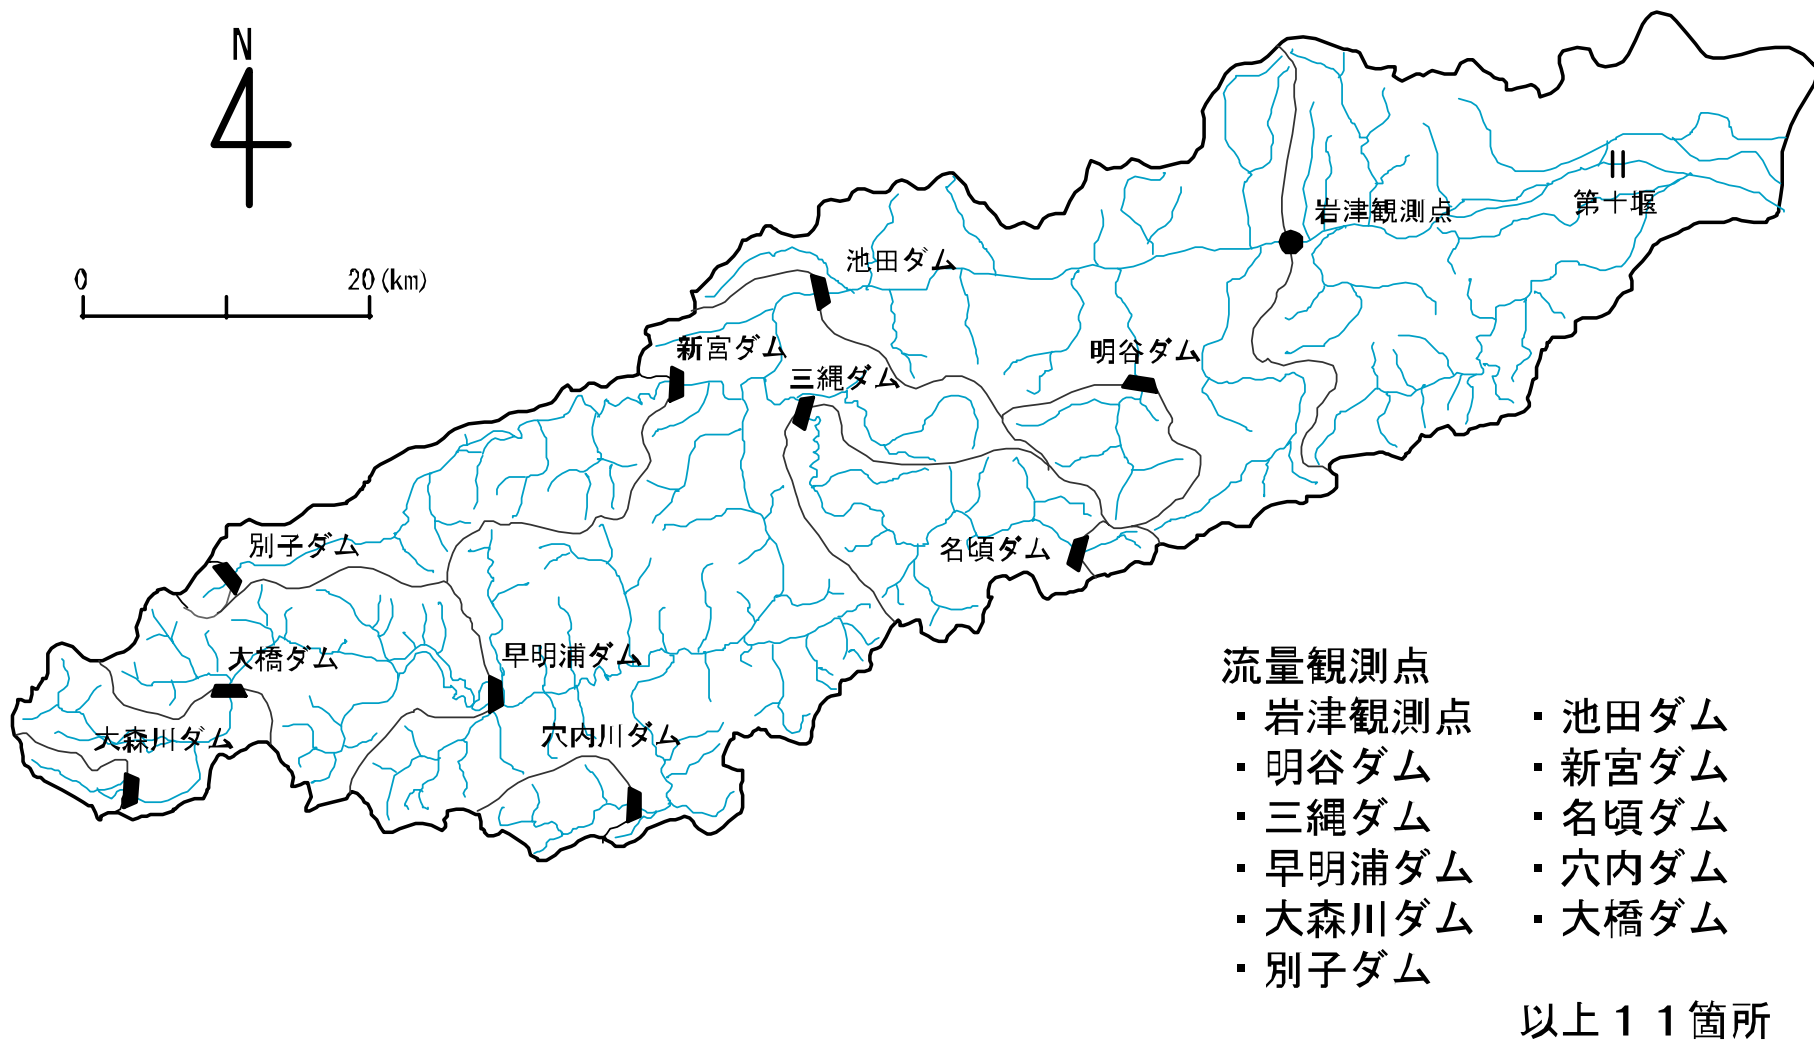 N
0 20(km)
岩津観測点
第十堰
池田ダム
新宮ダム
三縄ダム
明谷ダム
別子ダム
名頃ダム
大橋ダム
早明浦ダム
大森川ダム
穴内川ダム
流量観測点
・岩津観測点 ・池田ダム
・明谷ダム ・新宮ダム
・三縄ダム ・名頃ダム
・早明浦ダム ・穴内ダム
・大森川ダム ・大橋ダム
・別子ダム
以上11箇所